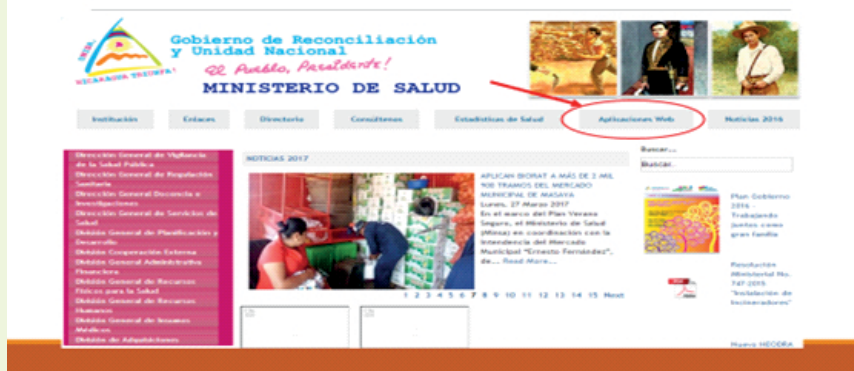 UNIDA,
NICARAGUA TRIUNFA!
Gobierno de Reconciliación
y Unidad Nacional
El Pueblo, Presidente!
MINISTERIO DE SALUD
Institución
Enlaces
Directorio
Consúltenos
Estadísticas de Salud
Aplicaciones Web
Noticias 2016
Dirección General de Vigilancia
de la Salud Pública
Dirección General de Regulación
Sanitaria
Dirección General Docencia e
Investigaciones
Dirección General de Servicios de
Salud
División General de Planificación y
Desarrollo
División Cooperación Externa
División General Administrativa
Financiera
División General de Recursos
Físicos para la Salud
División General de Recursos
Humanos
División General de Insumos
Médicos
División de Adquisiciones
NOTICIAS 2017
APLICAN BIORAT A MÁS DE 2 MIL
900 TRAMOS DEL MERCADO
MUNICIPAL DE MASAYA
Lunes, 27 Marzo 2017
En el marco del Plan Verano
Seguro, el Ministerio de Salud
(Minsa) en coordinación con la
Intendencia del Mercado
Municipal "Ernesto Fernández",
de... Read More...
1 2 3 4 5 6 7 8 9 10 11 12 13 14 15 Next
Buscar...
Buscar.
Plan Gobierno
2016 -
Trabajando
juntos como
gran familia
Resolución
Ministerial No.
747-2015
"Instalación de
Incineradores"
Nuevo HEODRA